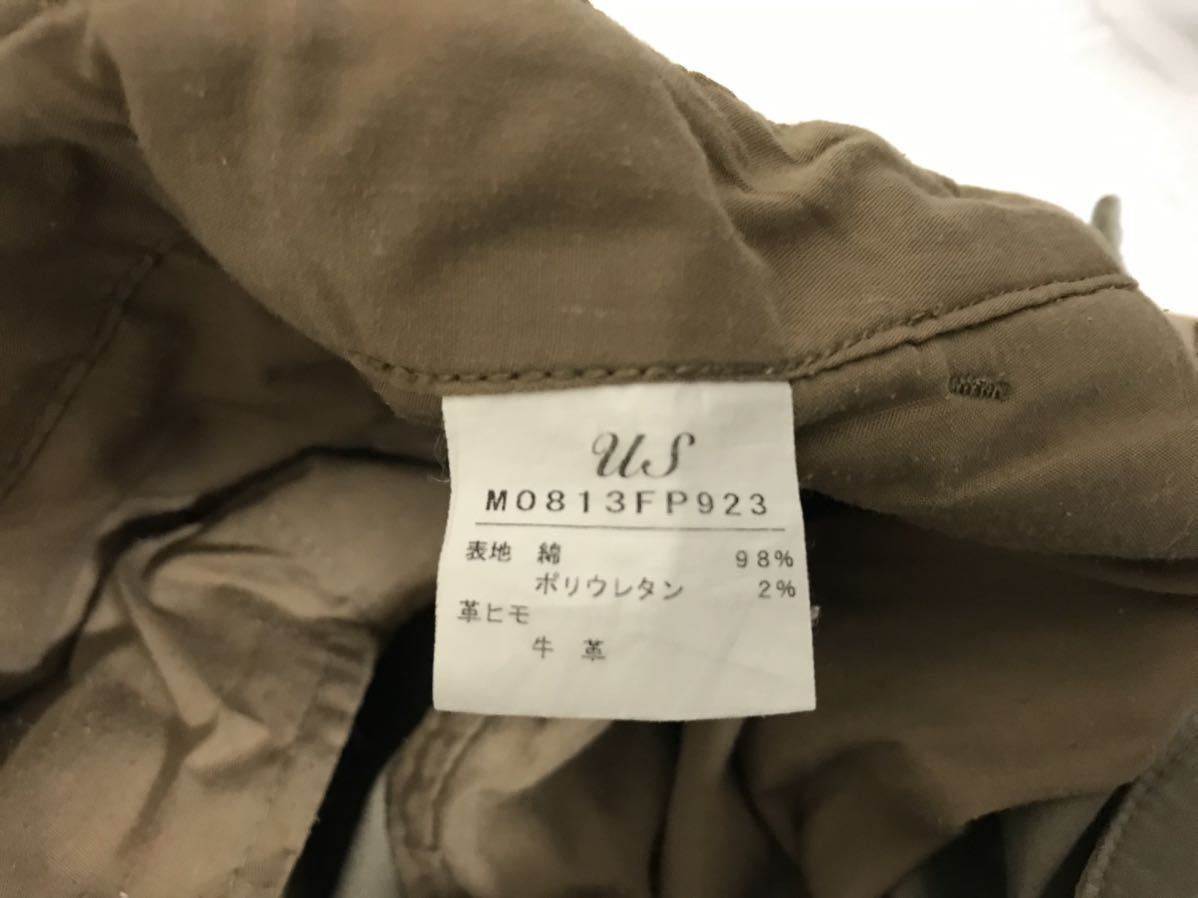 US
M0813FP923
表地 綿 98%
ポリウレタン 2%
革ヒモ
牛 革